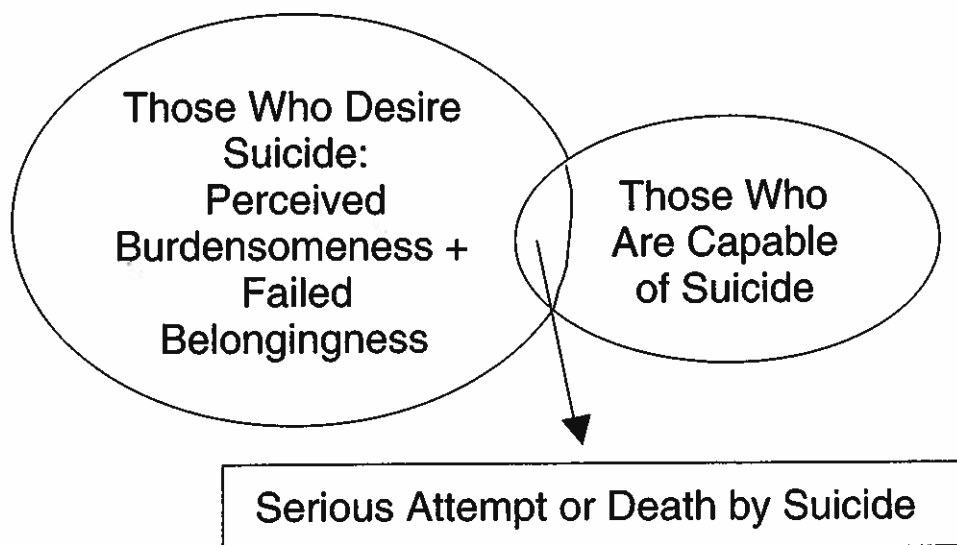 Those Who Desire
Suicide:
Perceived
Burdensomeness +
Failed
Belongingness
Those Who
Are Capable
of Suicide
Serious Attempt or Death by Suicide